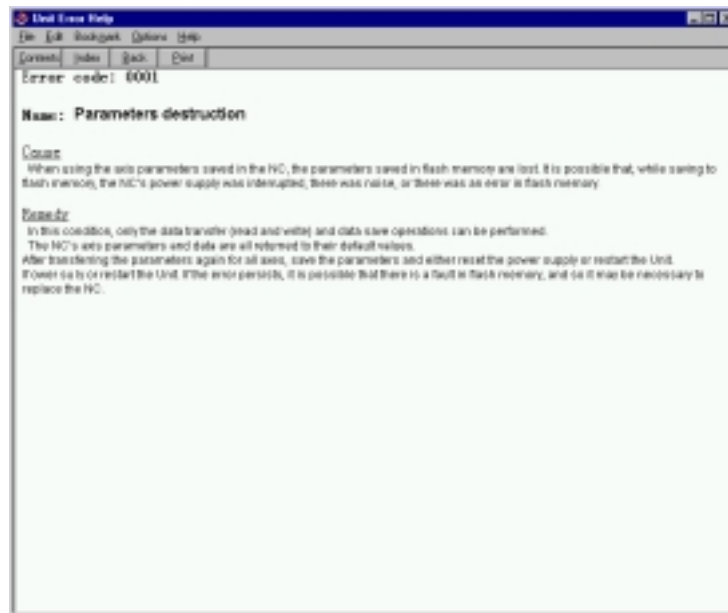 Unit Error Help
File Edit Bookmark Options Help
Contents Index Back Print
Error code: 0001
Name: Parameters destruction
Cause
When using the axis parameters saved in the NC, the parameters saved in flash memory are lost. It is possible that, while saving to
flash memory, the NC's power supply was interrupted, there was noise, or there was an error in flash memory.
Remedy
In this condition, only the data transfer (read and write) and data save operations can be performed.
The NC's axis parameters and data are all returned to their default values.
After transferring the parameters again for all axes, save the parameters and either reset the power supply or restart the Unit.
or restart the Unit. If the error persists, it is possible that there is a fault in flash memory, and so it may be necessary to
replace the NC.